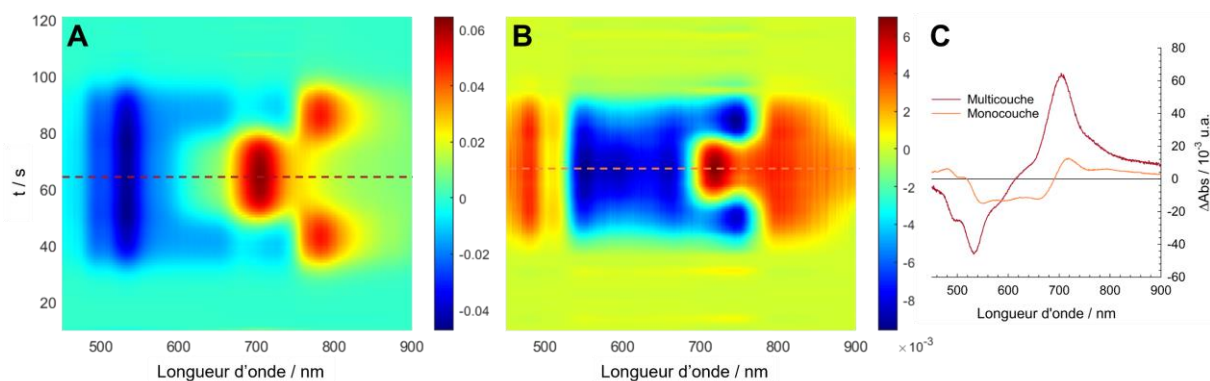 A
t / s
120
100
80
60
40
20
500 600 700 800 900
Longueur d'onde / nm
0.06
0.04
0.02
0
-0.02
-0.04
B
500 600 700 800 900
Longueur d'onde / nm
6
4
2
0
-2
-4
-6
-8
× 10⁻³
C
Multicouche
Monocouche
80
60
40
20
0
-20
-40
-60
ΔAbs / 10⁻³ u.a.
500 600 700 800 900
Longueur d'onde / nm